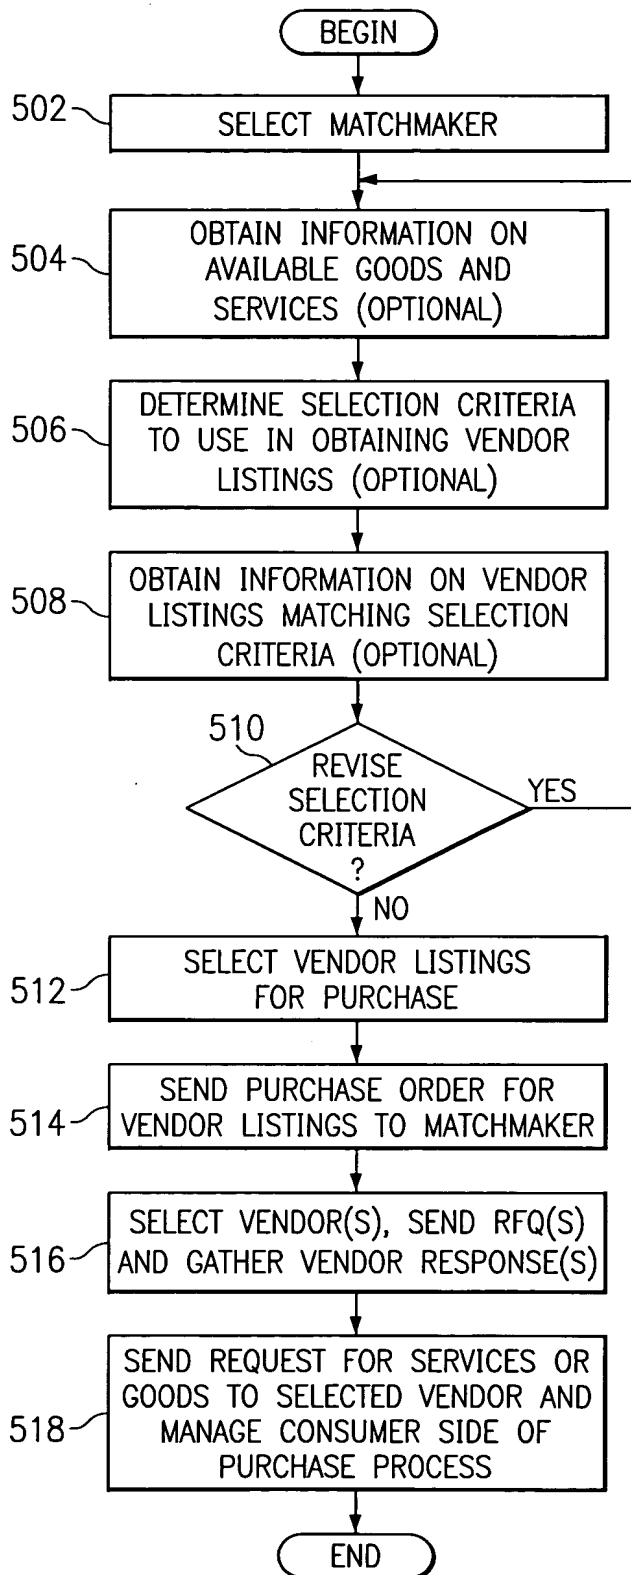 BEGIN
502
SELECT MATCHMAKER
504
OBTAIN INFORMATION ON
AVAILABLE GOODS AND
SERVICES (OPTIONAL)
506
DETERMINE SELECTION CRITERIA
TO USE IN OBTAINING VENDOR
LISTINGS (OPTIONAL)
508
OBTAIN INFORMATION ON VENDOR
LISTINGS MATCHING SELECTION
CRITERIA (OPTIONAL)
510
REVISE
SELECTION
CRITERIA
?
YES
NO
512
SELECT VENDOR LISTINGS
FOR PURCHASE
514
SEND PURCHASE ORDER FOR
VENDOR LISTINGS TO MATCHMAKER
516
SELECT VENDOR(S), SEND RFQ(S)
AND GATHER VENDOR RESPONSE(S)
518
SEND REQUEST FOR SERVICES OR
GOODS TO SELECTED VENDOR AND
MANAGE CONSUMER SIDE OF
PURCHASE PROCESS
END